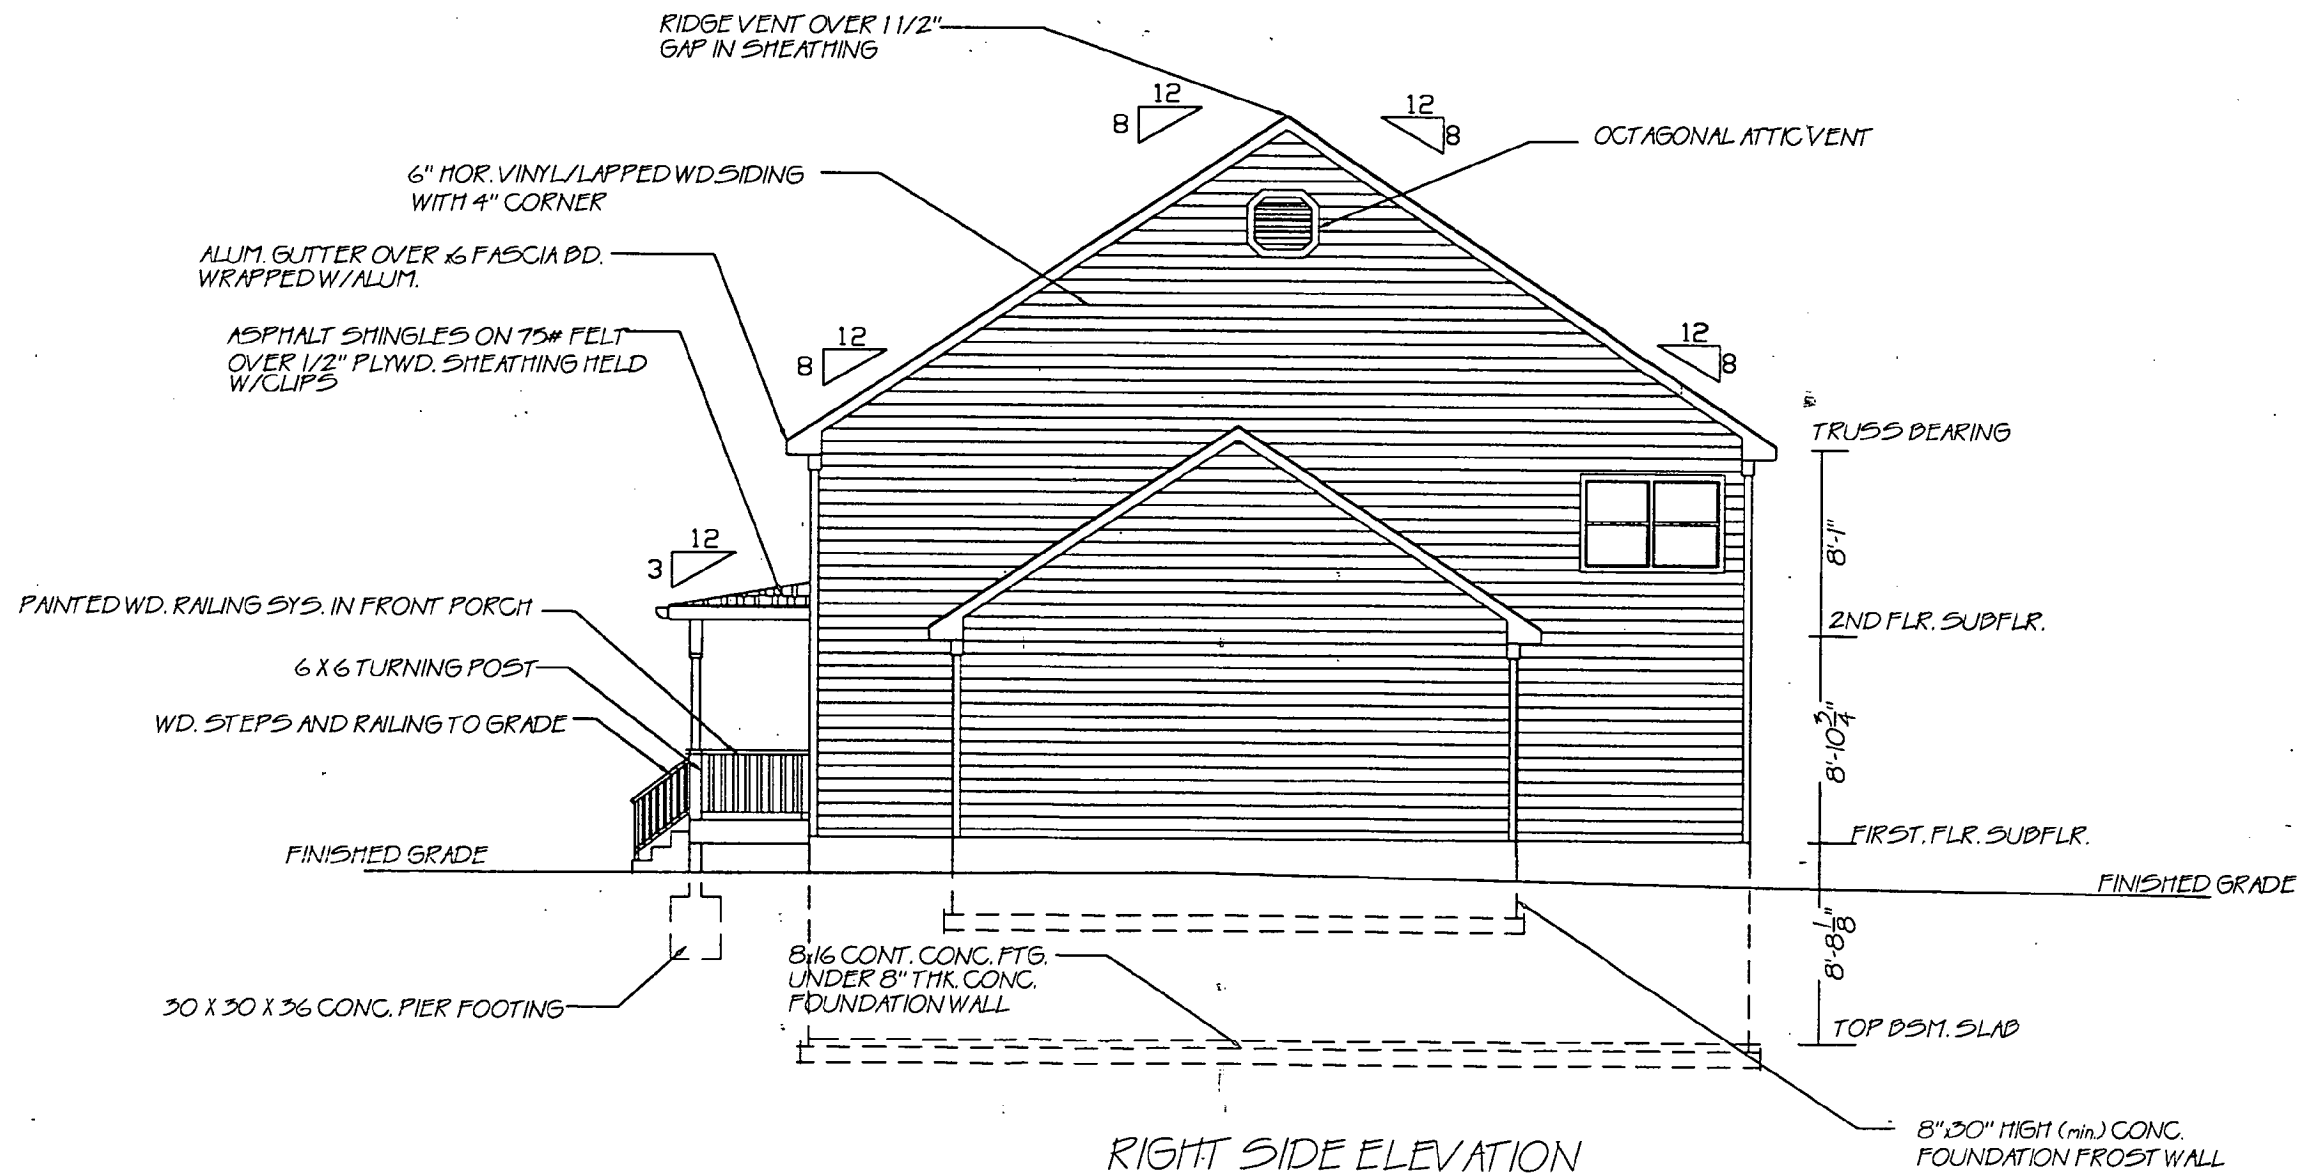 RIDGE VENT OVER 1 1/2"
GAP IN SHEATHING
12
8
12
8
OCTAGONAL ATTIC VENT
6" HOR. VINYL/LAPPED WD SIDING
WITH 4" CORNER
ALUM. GUTTER OVER x6 FASCIA BD.
WRAPPED W/ALUM.
ASPHALT SHINGLES ON 75# FELT
OVER 1/2" PLYWD. SHEATHING HELD
W/CLIPS
12
8
12
8
TRUSS BEARING
8'-1"
12
3
PAINTED WD. RAILING SYS. IN FRONT PORCH
2ND FLR. SUBFLR.
6 X 6 TURNING POST
WD. STEPS AND RAILING TO GRADE
8'-10 3/4"
FIRST. FLR. SUBFLR.
FINISHED GRADE
FINISHED GRADE
8'-8 1/8"
8x16 CONT. CONC. FTG.
UNDER 8" THK. CONC.
FOUNDATION WALL
30 X 30 X 36 CONC. PIER FOOTING
TOP BSM. SLAB
8"x30" HIGH (min.) CONC.
FOUNDATION FROST WALL
RIGHT SIDE ELEVATION